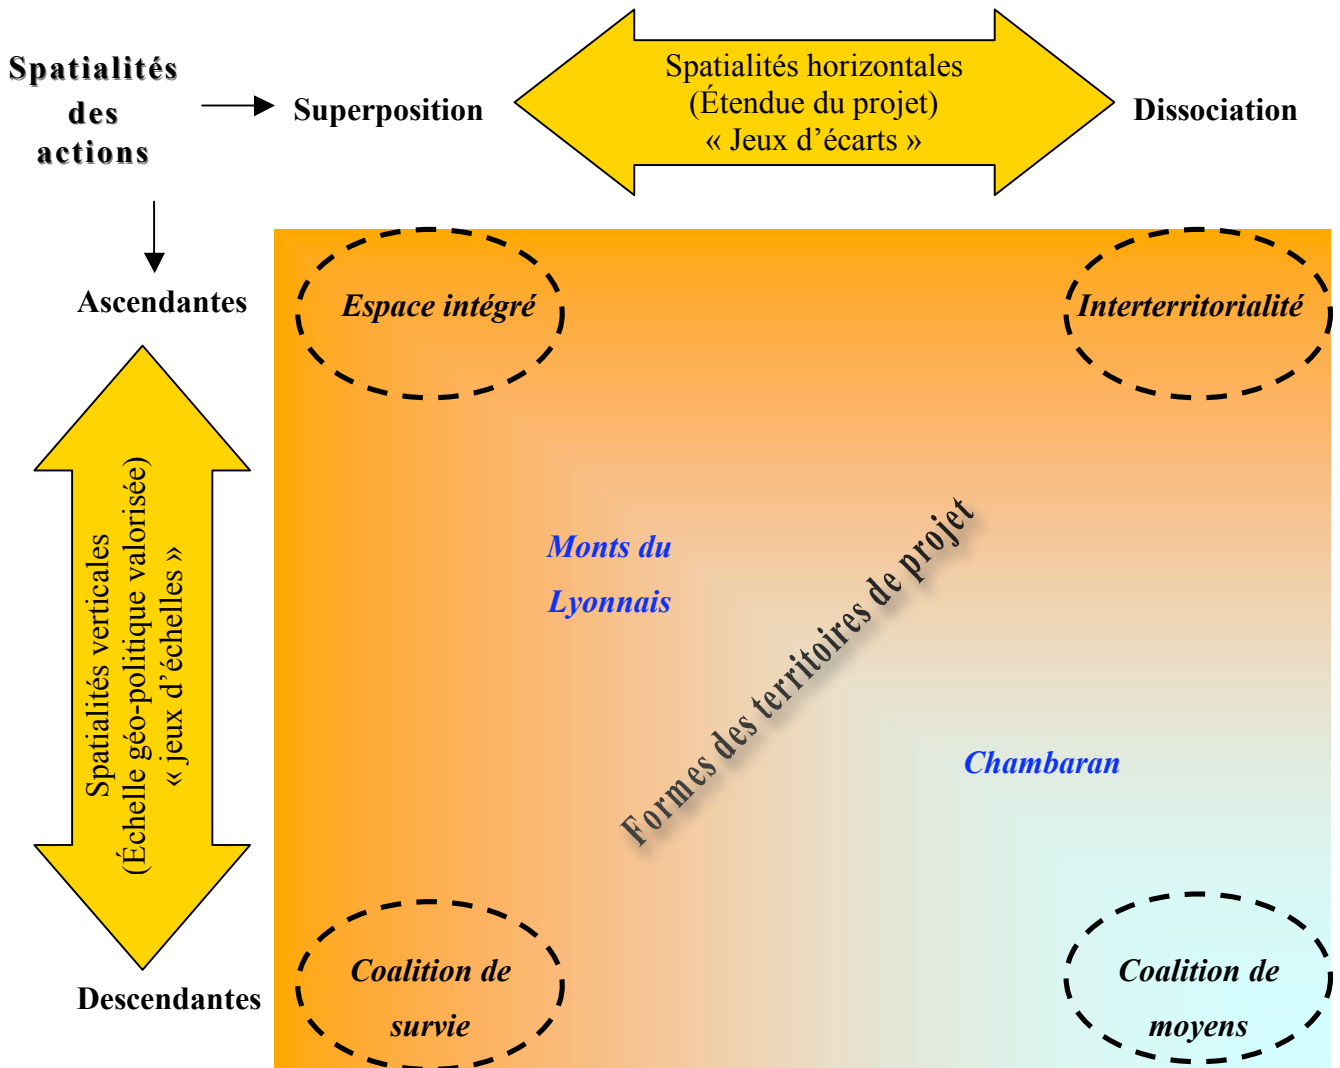 Spatialités
des
actions
Superposition
Spatialités horizontales
(Étendue du projet)
« Jeux d'écarts »
Dissociation
Ascendantes
Espace intégré
Interterritorialité
Spatialités verticales
(Échelle géo-politique valorisée)
« jeux d'échelles »
Monts du
Lyonnais
Formes des territoires de projet
Chambaran
Descendantes
Coalition de
survie
Coalition de
moyens